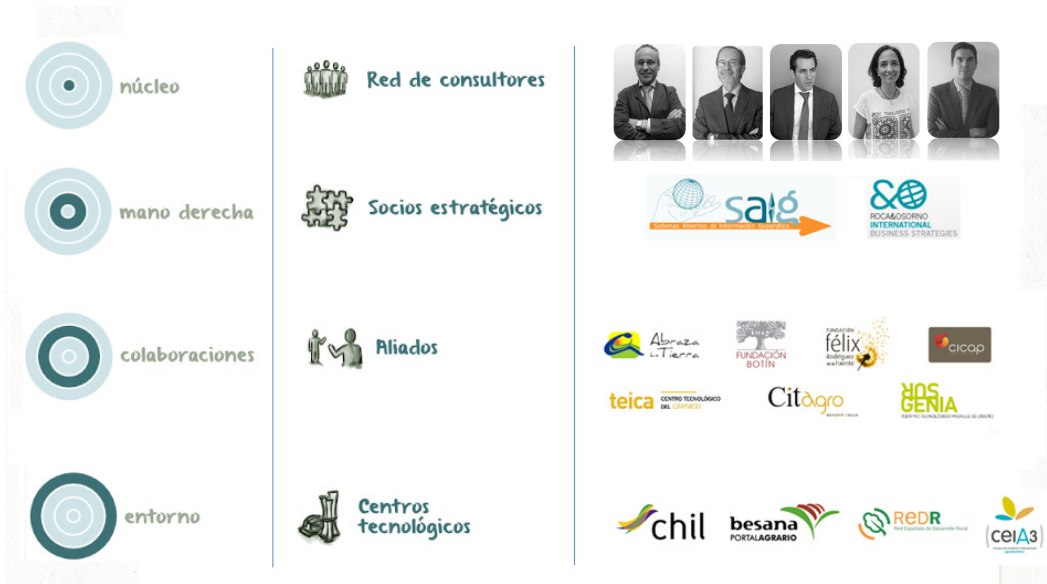 núcleo
Red de consultores
mano derecha
Socios estratégicos
saig
Sistemas Abiertos de Información Geográfica
&O
ROCA&OSORNO
INTERNATIONAL
BUSINESS STRATEGIES
colaboraciones
Aliados
Abraza
la Tierra
FUNDACIÓN
BOTÍN
FUNDACIÓN
félix
Rodríguez
de la Fuente
cicap
teica CENTRO TECNOLÓGICO
DEL CÁRNICO
Citagro
SUR
GENIA
entorno
Centros
tecnológicos
chil
besana
PORTALAGRARIO
REDR
Red Española de Desarrollo Rural
ceiA3